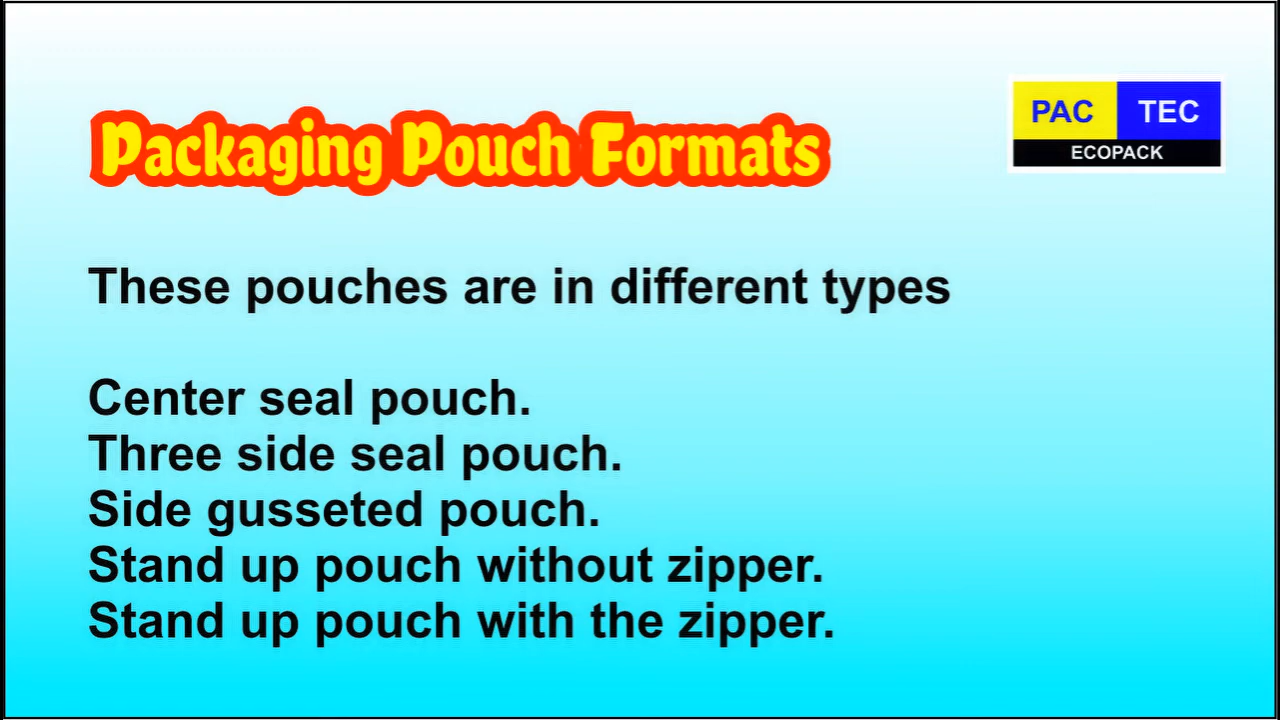 PAC TEC
ECOPACK
Packaging Pouch Formats
These pouches are in different types
Center seal pouch.
Three side seal pouch.
Side gusseted pouch.
Stand up pouch without zipper.
Stand up pouch with the zipper.